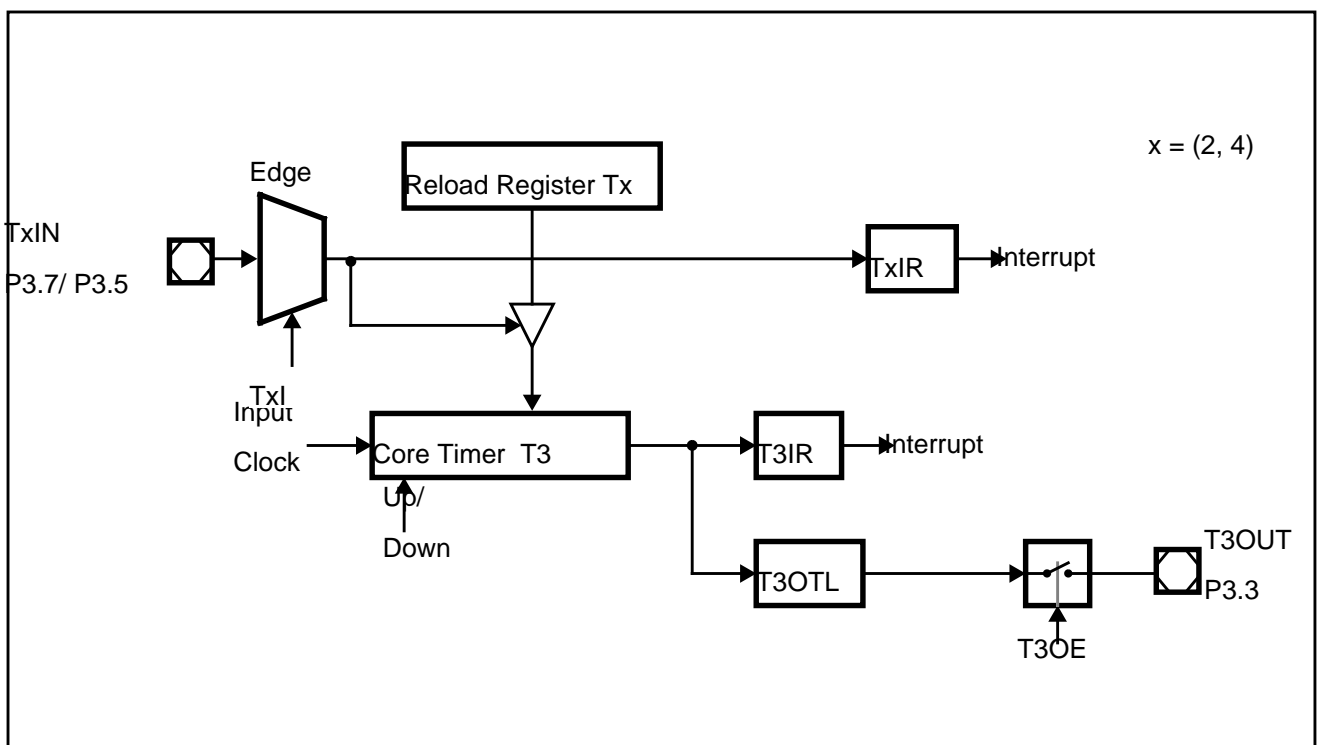 x = (2, 4)
Edge
Reload Register Tx
TxIN
P3.7/ P3.5
TxIR
Interrupt
TxI
Input
Clock
Core Timer T3
T3IR
Interrupt
Up/
Down
T3OTL
T3OUT
P3.3
T3OE